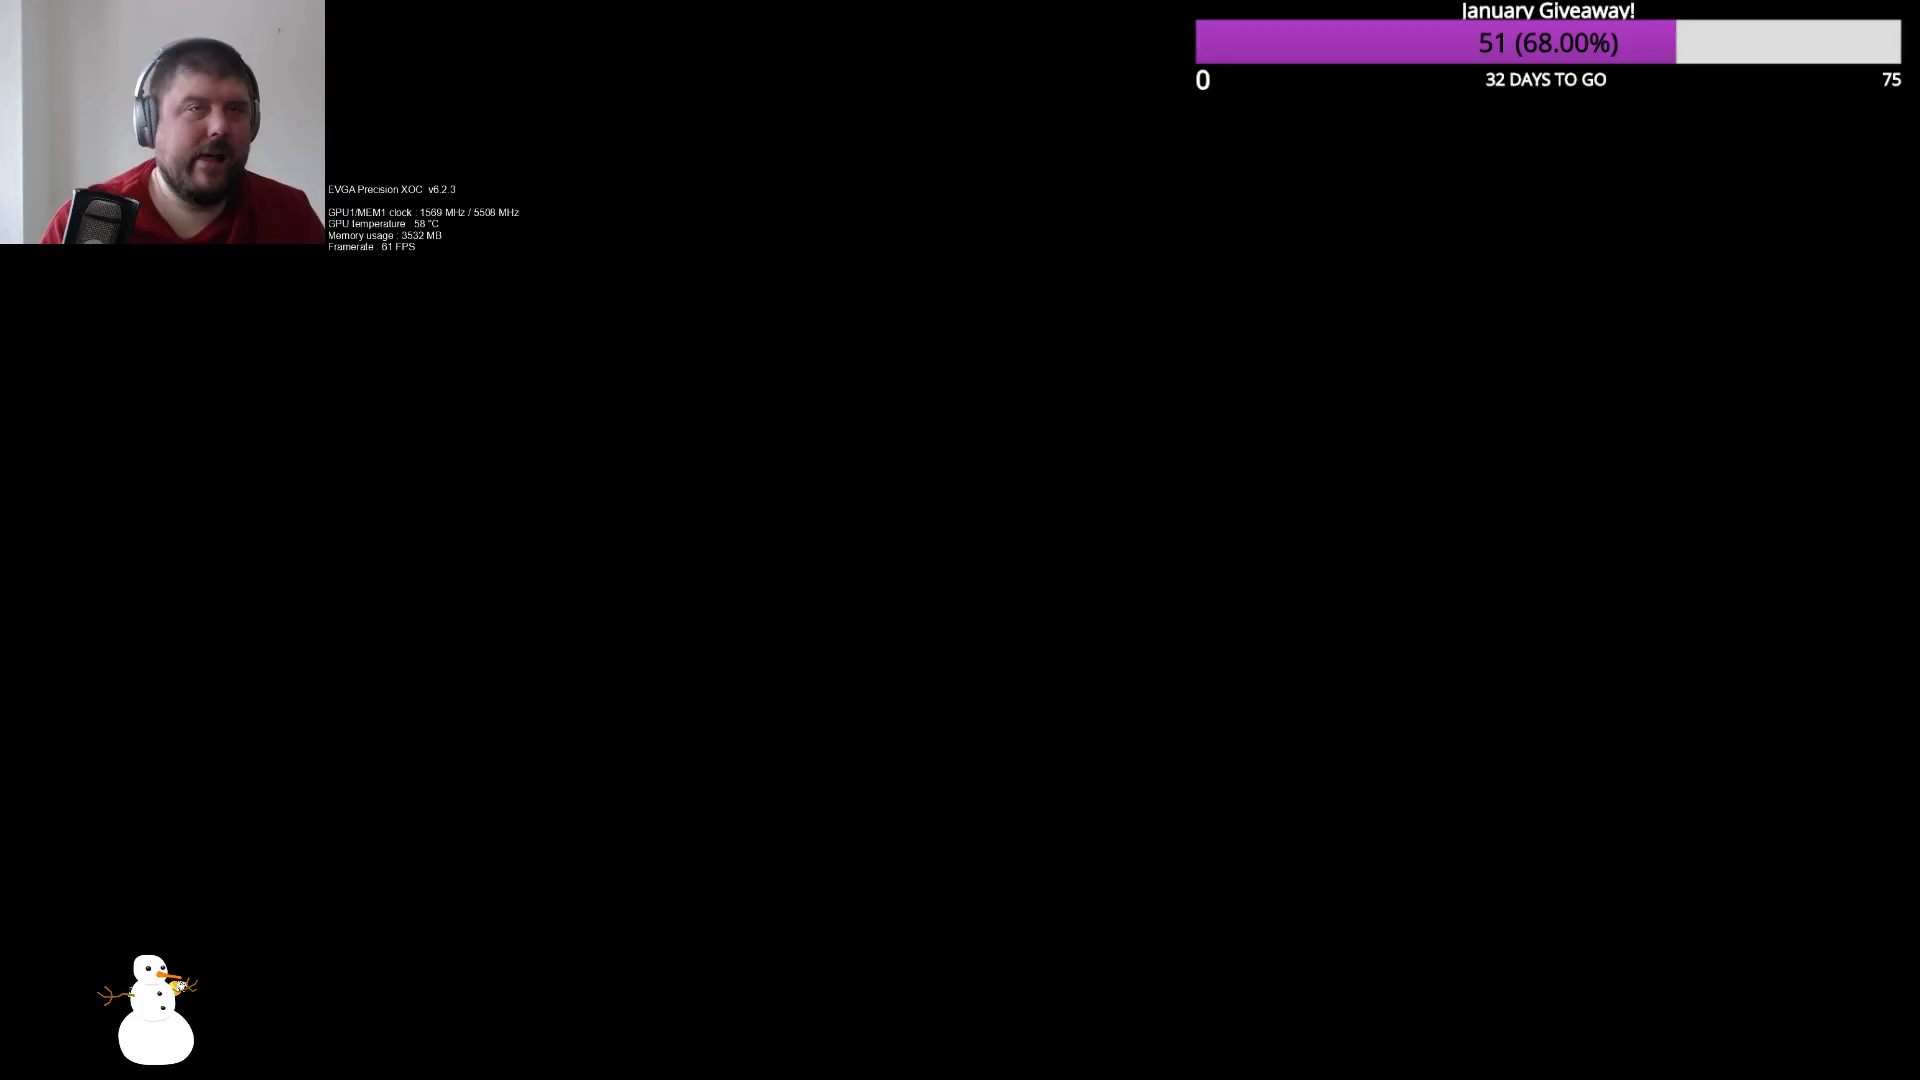 January Giveaway!
51 (68.00%)
0 32 DAYS TO GO 75
EVGA Precision XOC v6.2.3
GPU1/MEM1 clock : 1569 MHz / 5508 MHz
GPU temperature : 58 °C
Memory usage : 3532 MB
Framerate : 61 FPS